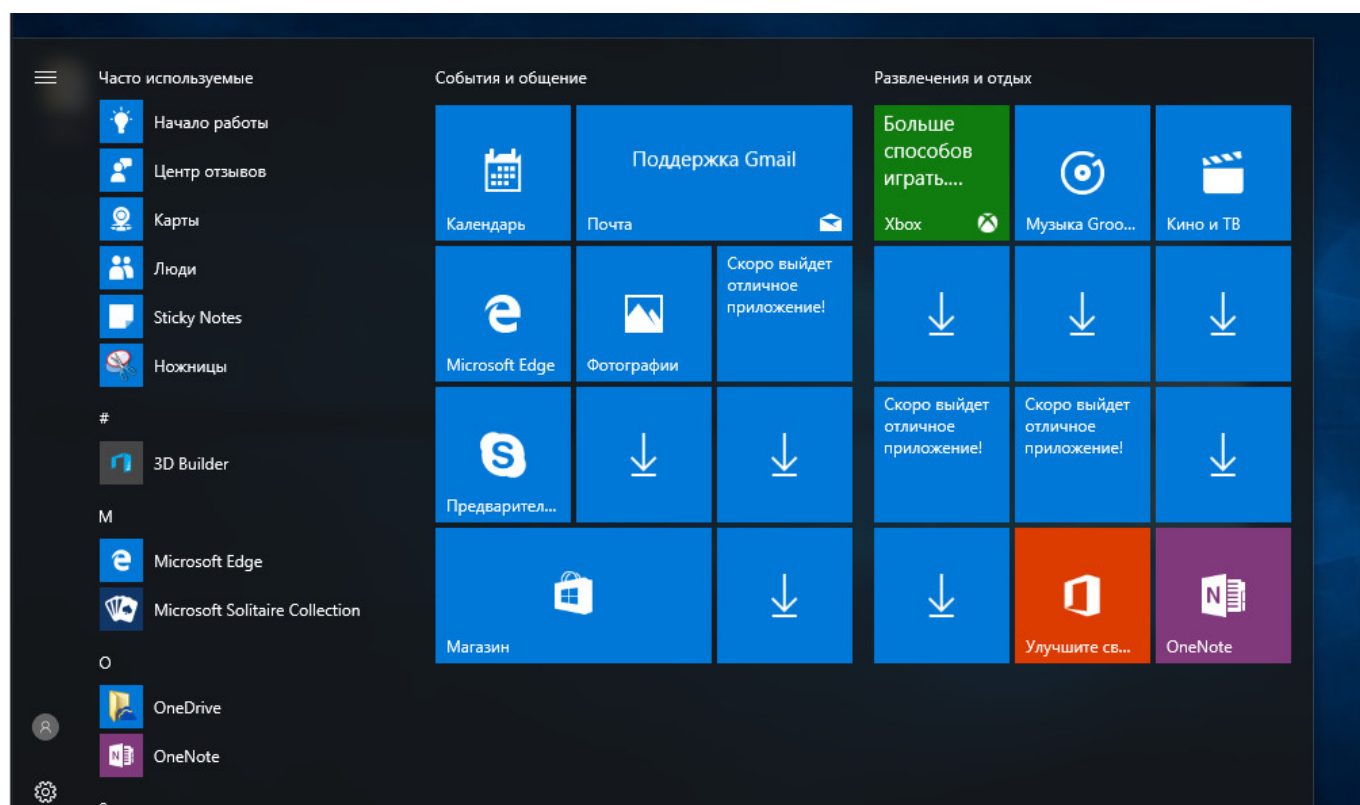 Часто используемые
Начало работы
Центр отзывов
Карты
Люди
Sticky Notes
Ножницы
#
3D Builder
M
Microsoft Edge
Microsoft Solitaire Collection
O
OneDrive
OneNote
События и общение
Календарь
Поддержка Gmail
Почта
Microsoft Edge
Фотографии
Скоро выйдет
отличное
приложение!
Предварител...
Магазин
Развлечения и отдых
Больше
способов
играть....
Xbox
Музыка Groo...
Кино и ТВ
Скоро выйдет
отличное
приложение!
Скоро выйдет
отличное
приложение!
Улучшите св...
OneNote